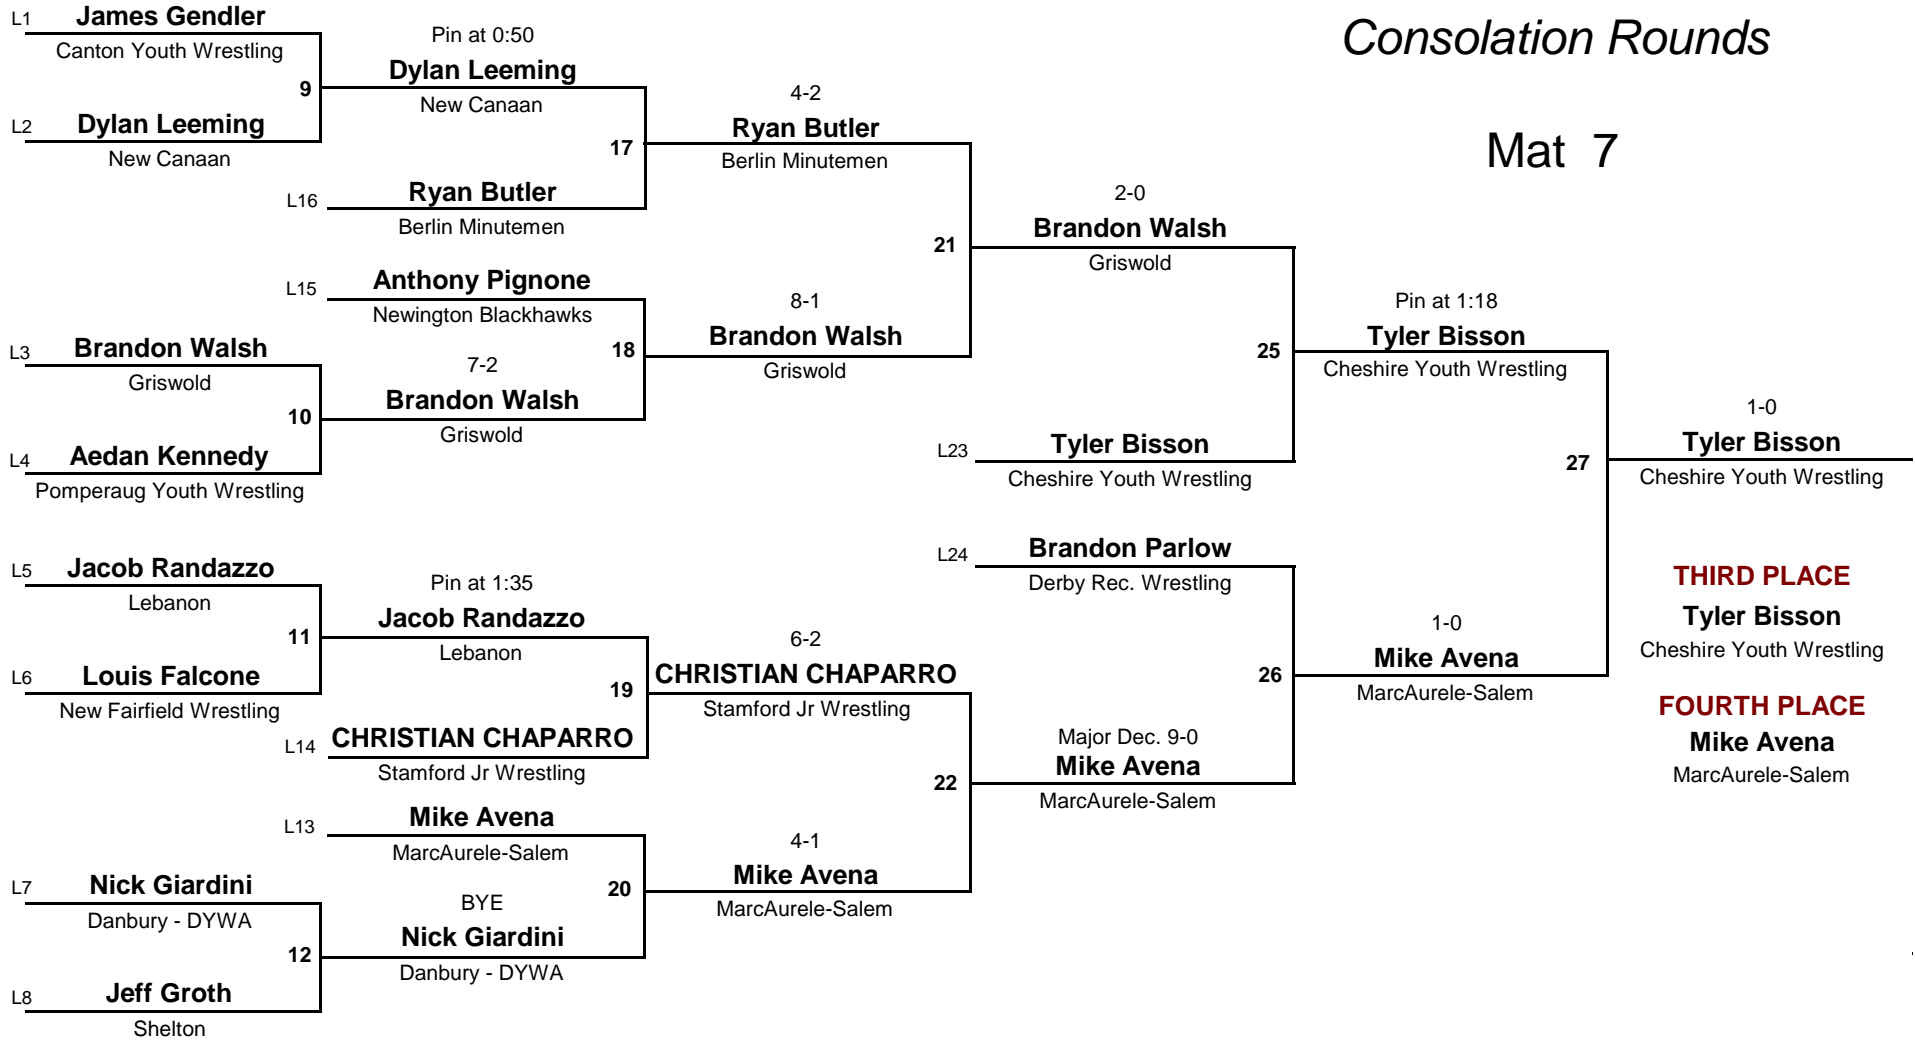 Consolation Rounds
Mat 7
L1 James Gendler
Canton Youth Wrestling
9
L2 Dylan Leeming
New Canaan
Pin at 0:50
Dylan Leeming
New Canaan
17
L16 Ryan Butler
Berlin Minutemen
4-2
Ryan Butler
Berlin Minutemen
21
L15 Anthony Pignone
Newington Blackhawks
18
L3 Brandon Walsh
Griswold
10
L4 Aedan Kennedy
Pomperaug Youth Wrestling
7-2
Brandon Walsh
Griswold
8-1
Brandon Walsh
Griswold
2-0
Brandon Walsh
Griswold
25
L23 Tyler Bisson
Cheshire Youth Wrestling
Pin at 1:18
Tyler Bisson
Cheshire Youth Wrestling
27
1-0
Tyler Bisson
Cheshire Youth Wrestling
L5 Jacob Randazzo
Lebanon
11
L6 Louis Falcone
New Fairfield Wrestling
Pin at 1:35
Jacob Randazzo
Lebanon
19
L14 CHRISTIAN CHAPARRO
Stamford Jr Wrestling
6-2
CHRISTIAN CHAPARRO
Stamford Jr Wrestling
22
L13 Mike Avena
MarcAurele-Salem
20
L7 Nick Giardini
Danbury - DYWA
12
L8 Jeff Groth
Shelton
BYE
Nick Giardini
Danbury - DYWA
4-1
Mike Avena
MarcAurele-Salem
L24 Brandon Parlow
Derby Rec. Wrestling
26
Major Dec. 9-0
Mike Avena
MarcAurele-Salem
1-0
Mike Avena
MarcAurele-Salem
THIRD PLACE
Tyler Bisson
Cheshire Youth Wrestling
FOURTH PLACE
Mike Avena
MarcAurele-Salem